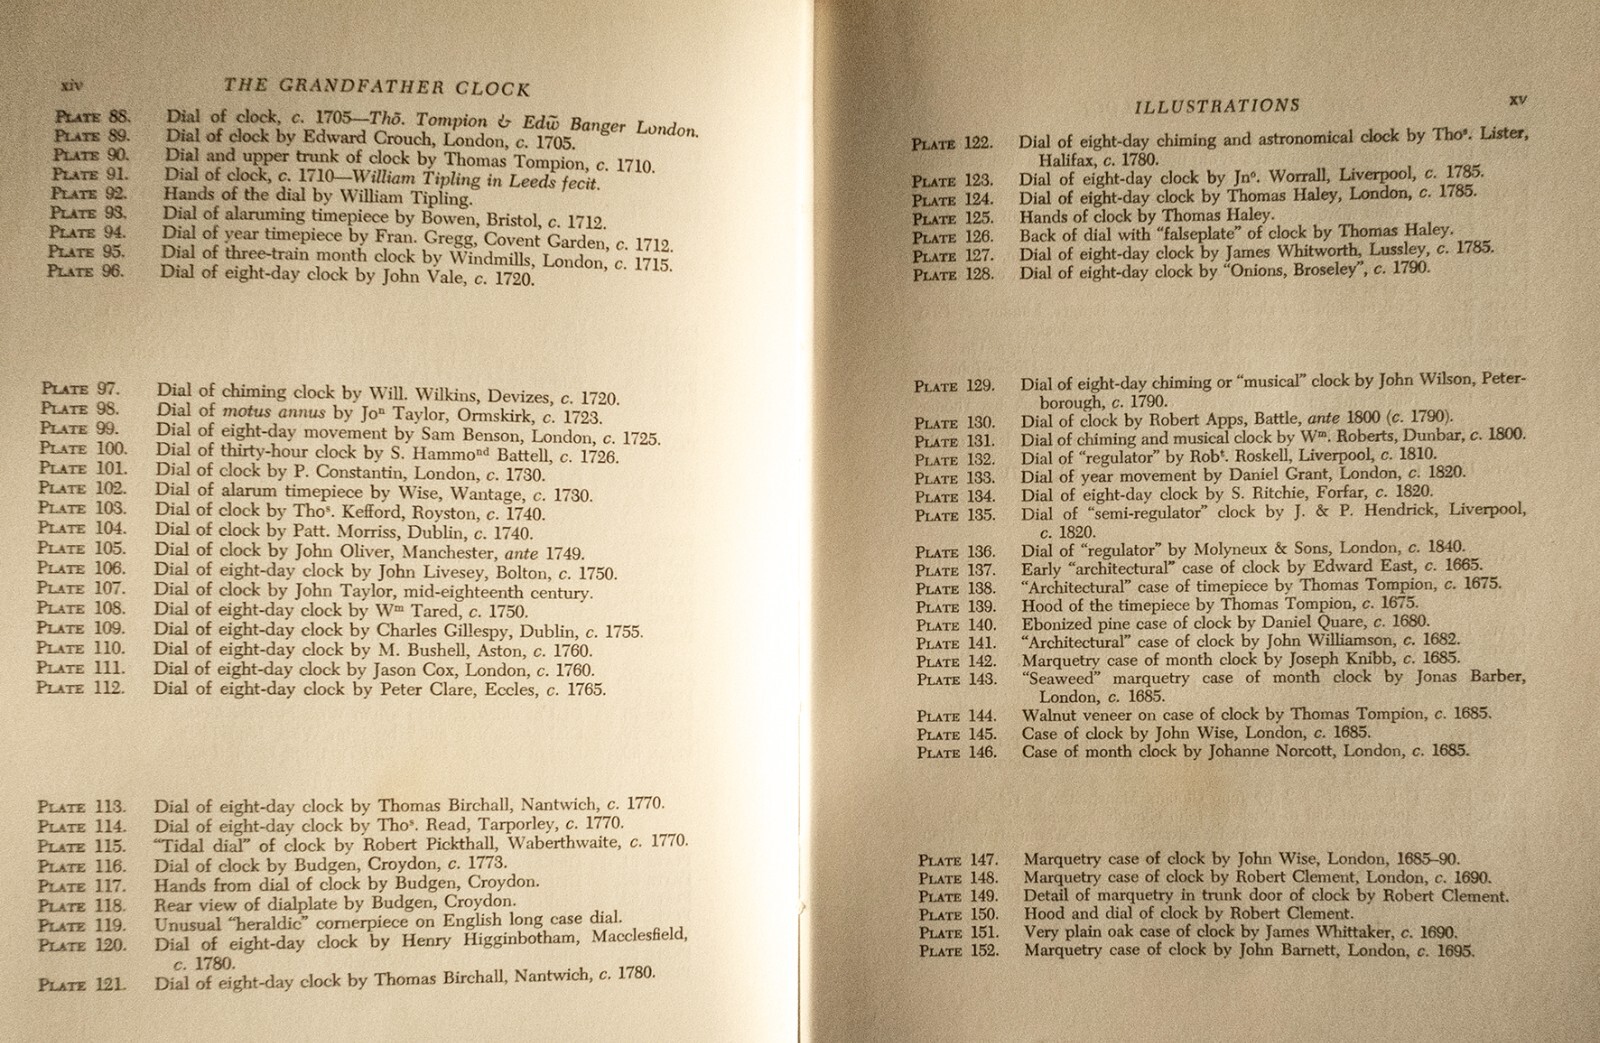 xiv THE GRANDFATHER CLOCK
PLATE 88. Dial of clock, c. 1705—Thõ. Tompion & Edw̃ Banger London.
PLATE 89. Dial of clock by Edward Crouch, London, c. 1705.
PLATE 90. Dial and upper trunk of clock by Thomas Tompion, c. 1710.
PLATE 91. Dial of clock, c. 1710—William Tipling in Leeds fecit.
PLATE 92. Hands of the dial by William Tipling.
PLATE 93. Dial of alaruming timepiece by Bowen, Bristol, c. 1712.
PLATE 94. Dial of year timepiece by Fran. Gregg, Covent Garden, c. 1712.
PLATE 95. Dial of three-train month clock by Windmills, London, c. 1715.
PLATE 96. Dial of eight-day clock by John Vale, c. 1720.
PLATE 97. Dial of chiming clock by Will. Wilkins, Devizes, c. 1720.
PLATE 98. Dial of motus annus by Joⁿ Taylor, Ormskirk, c. 1723.
PLATE 99. Dial of eight-day movement by Sam Benson, London, c. 1725.
PLATE 100. Dial of thirty-hour clock by S. Hammoⁿᵈ Battell, c. 1726.
PLATE 101. Dial of clock by P. Constantin, London, c. 1730.
PLATE 102. Dial of alarum timepiece by Wise, Wantage, c. 1730.
PLATE 103. Dial of clock by Thoˢ. Kefford, Royston, c. 1740.
PLATE 104. Dial of clock by Patt. Morriss, Dublin, c. 1740.
PLATE 105. Dial of clock by John Oliver, Manchester, ante 1749.
PLATE 106. Dial of eight-day clock by John Livesey, Bolton, c. 1750.
PLATE 107. Dial of clock by John Taylor, mid-eighteenth century.
PLATE 108. Dial of eight-day clock by Wᵐ Tared, c. 1750.
PLATE 109. Dial of eight-day clock by Charles Gillespy, Dublin, c. 1755.
PLATE 110. Dial of eight-day clock by M. Bushell, Aston, c. 1760.
PLATE 111. Dial of eight-day clock by Jason Cox, London, c. 1760.
PLATE 112. Dial of eight-day clock by Peter Clare, Eccles, c. 1765.
PLATE 113. Dial of eight-day clock by Thomas Birchall, Nantwich, c. 1770.
PLATE 114. Dial of eight-day clock by Thoˢ. Read, Tarporley, c. 1770.
PLATE 115. "Tidal dial" of clock by Robert Pickthall, Waberthwaite, c. 1770.
PLATE 116. Dial of clock by Budgen, Croydon, c. 1773.
PLATE 117. Hands from dial of clock by Budgen, Croydon.
PLATE 118. Rear view of dialplate by Budgen, Croydon.
PLATE 119. Unusual "heraldic" cornerpiece on English long case dial.
PLATE 120. Dial of eight-day clock by Henry Higginbotham, Macclesfield,
c. 1780.
PLATE 121. Dial of eight-day clock by Thomas Birchall, Nantwich, c. 1780.
ILLUSTRATIONS xv
PLATE 122. Dial of eight-day chiming and astronomical clock by Thoˢ. Lister,
Halifax, c. 1780.
PLATE 123. Dial of eight-day clock by Jnᵒ. Worrall, Liverpool, c. 1785.
PLATE 124. Dial of eight-day clock by Thomas Haley, London, c. 1785.
PLATE 125. Hands of clock by Thomas Haley.
PLATE 126. Back of dial with "falseplate" of clock by Thomas Haley.
PLATE 127. Dial of eight-day clock by James Whitworth, Lussley, c. 1785.
PLATE 128. Dial of eight-day clock by "Onions, Broseley", c. 1790.
PLATE 129. Dial of eight-day chiming or "musical" clock by John Wilson, Peter-
borough, c. 1790.
PLATE 130. Dial of clock by Robert Apps, Battle, ante 1800 (c. 1790).
PLATE 131. Dial of chiming and musical clock by Wᵐ. Roberts, Dunbar, c. 1800.
PLATE 132. Dial of "regulator" by Robᵗ. Roskell, Liverpool, c. 1810.
PLATE 133. Dial of year movement by Daniel Grant, London, c. 1820.
PLATE 134. Dial of eight-day clock by S. Ritchie, Forfar, c. 1820.
PLATE 135. Dial of "semi-regulator" clock by J. & P. Hendrick, Liverpool,
c. 1820.
PLATE 136. Dial of "regulator" by Molyneux & Sons, London, c. 1840.
PLATE 137. Early "architectural" case of clock by Edward East, c. 1665.
PLATE 138. "Architectural" case of timepiece by Thomas Tompion, c. 1675.
PLATE 139. Hood of the timepiece by Thomas Tompion, c. 1675.
PLATE 140. Ebonized pine case of clock by Daniel Quare, c. 1680.
PLATE 141. "Architectural" case of clock by John Williamson, c. 1682.
PLATE 142. Marquetry case of month clock by Joseph Knibb, c. 1685.
PLATE 143. "Seaweed" marquetry case of month clock by Jonas Barber,
London, c. 1685.
PLATE 144. Walnut veneer on case of clock by Thomas Tompion, c. 1685.
PLATE 145. Case of clock by John Wise, London, c. 1685.
PLATE 146. Case of month clock by Johanne Norcott, London, c. 1685.
PLATE 147. Marquetry case of clock by John Wise, London, 1685–90.
PLATE 148. Marquetry case of clock by Robert Clement, London, c. 1690.
PLATE 149. Detail of marquetry in trunk door of clock by Robert Clement.
PLATE 150. Hood and dial of clock by Robert Clement.
PLATE 151. Very plain oak case of clock by James Whittaker, c. 1690.
PLATE 152. Marquetry case of clock by John Barnett, London, c. 1695.